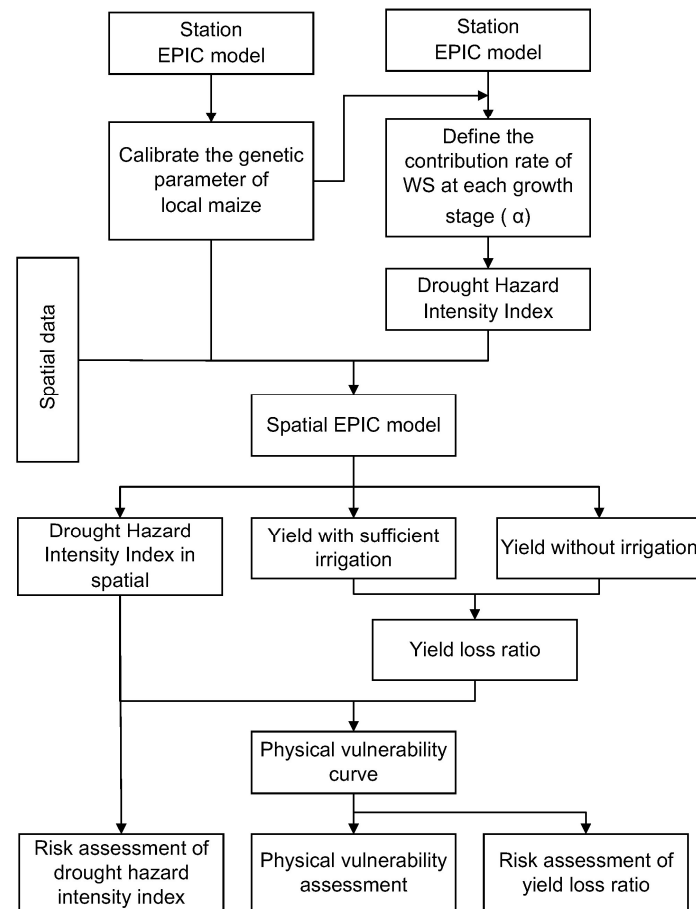 Station
EPIC model
Station
EPIC model
Calibrate the genetic
parameter of
local maize
Define the
contribution rate of
WS at each growth
stage ( α)
Drought Hazard
Intensity Index
Spatial data
Spatial EPIC model
Drought Hazard
Intensity Index in
spatial
Yield with sufficient
irrigation
Yield without irrigation
Yield loss ratio
Physical vulnerability
curve
Risk assessment of
drought hazard
intensity index
Physical vulnerability
assessment
Risk assessment of
yield loss ratio